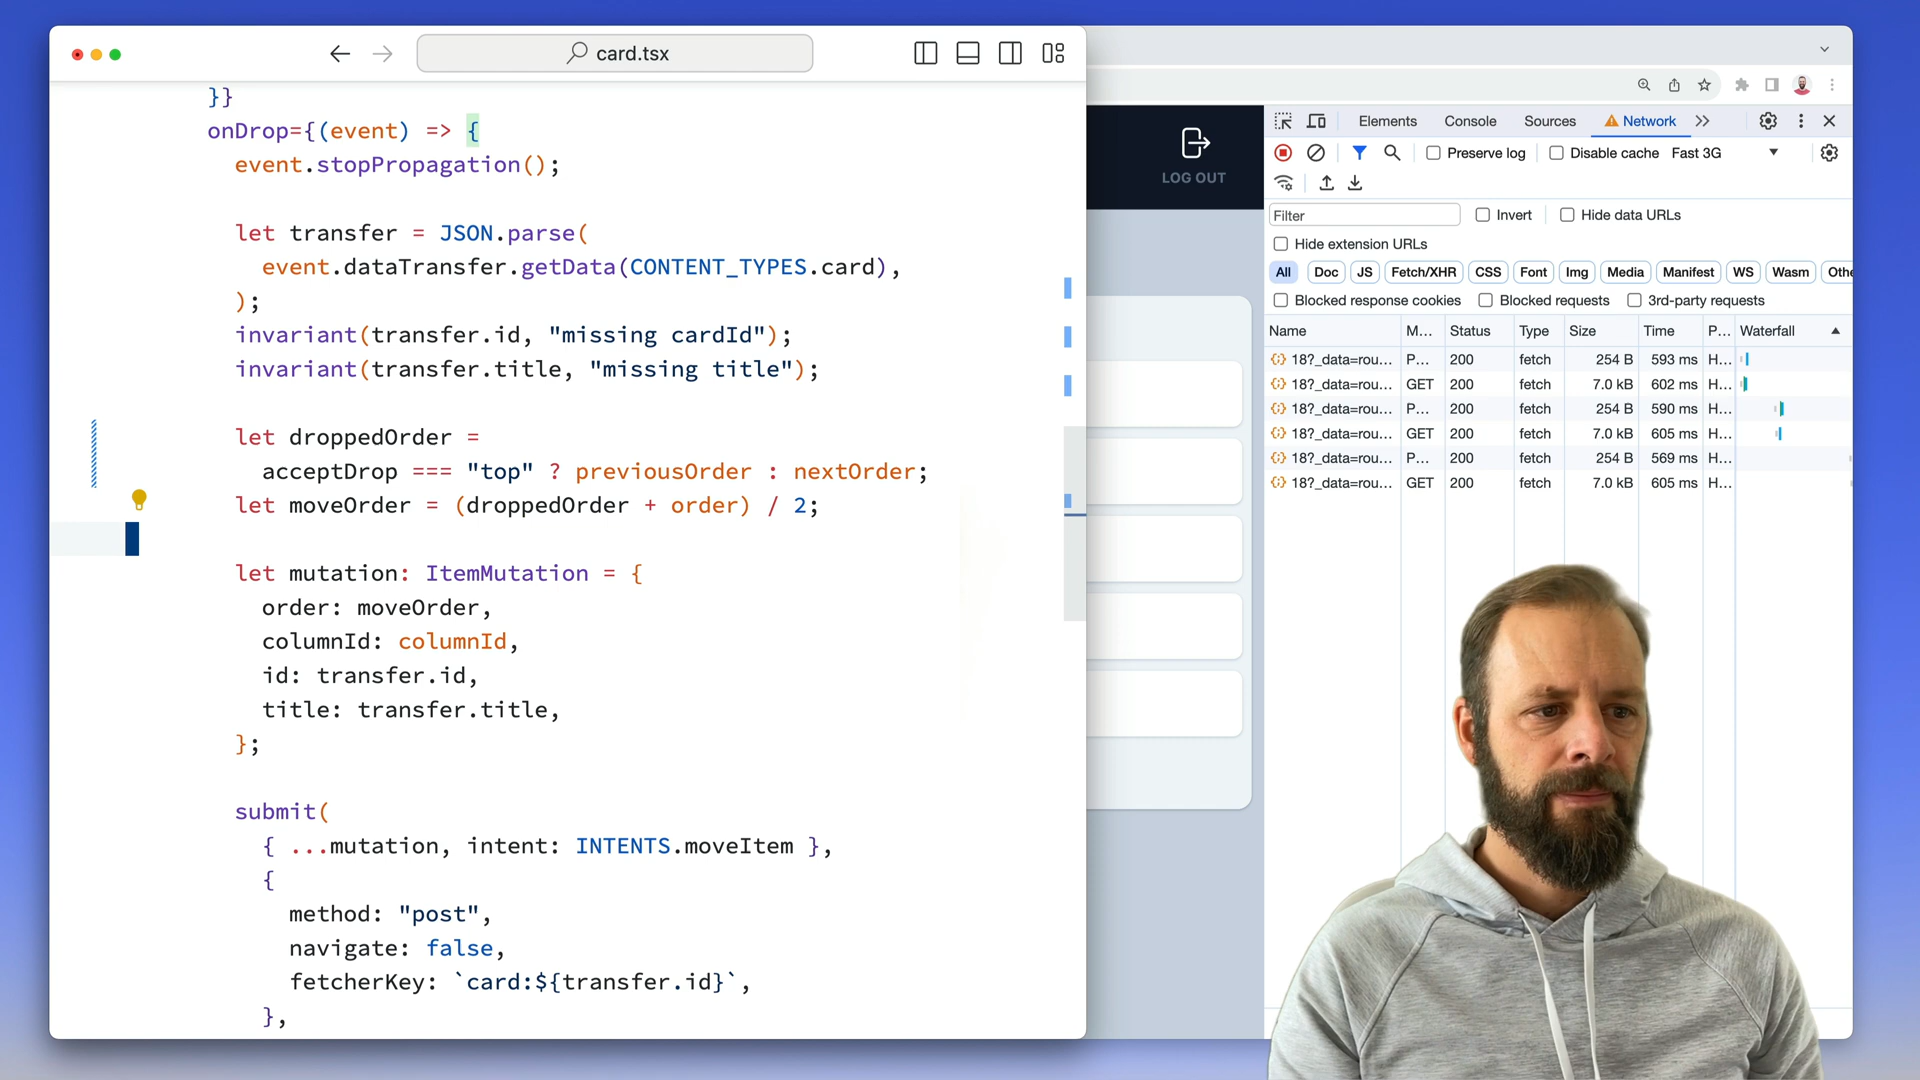 card.tsx
}}
onDrop={(event) => {
event.stopPropagation();
let transfer = JSON.parse(
event.dataTransfer.getData(CONTENT_TYPES.card),
);
invariant(transfer.id, "missing cardId");
invariant(transfer.title, "missing title");
let droppedOrder =
acceptDrop === "top" ? previousOrder : nextOrder;
let moveOrder = (droppedOrder + order) / 2;
let mutation: ItemMutation = {
order: moveOrder,
columnId: columnId,
id: transfer.id,
title: transfer.title,
};
submit(
{ ...mutation, intent: INTENTS.moveItem },
{
method: "post",
navigate: false,
fetcherKey: `card:${transfer.id}`,
},
LOG OUT
Elements Console Sources Network
Preserve log Disable cache Fast 3G
Filter Invert Hide data URLs
Hide extension URLs
All Doc JS Fetch/XHR CSS Font Img Media Manifest WS Wasm Othe
Blocked response cookies Blocked requests 3rd-party requests
Name M... Status Type Size Time P... Waterfall
18?_data=rou... P... 200 fetch 254 B 593 ms H...
18?_data=rou... GET 200 fetch 7.0 kB 602 ms H...
18?_data=rou... P... 200 fetch 254 B 590 ms H...
18?_data=rou... GET 200 fetch 7.0 kB 605 ms H...
18?_data=rou... P... 200 fetch 254 B 569 ms H...
18?_data=rou... GET 200 fetch 7.0 kB 605 ms H...